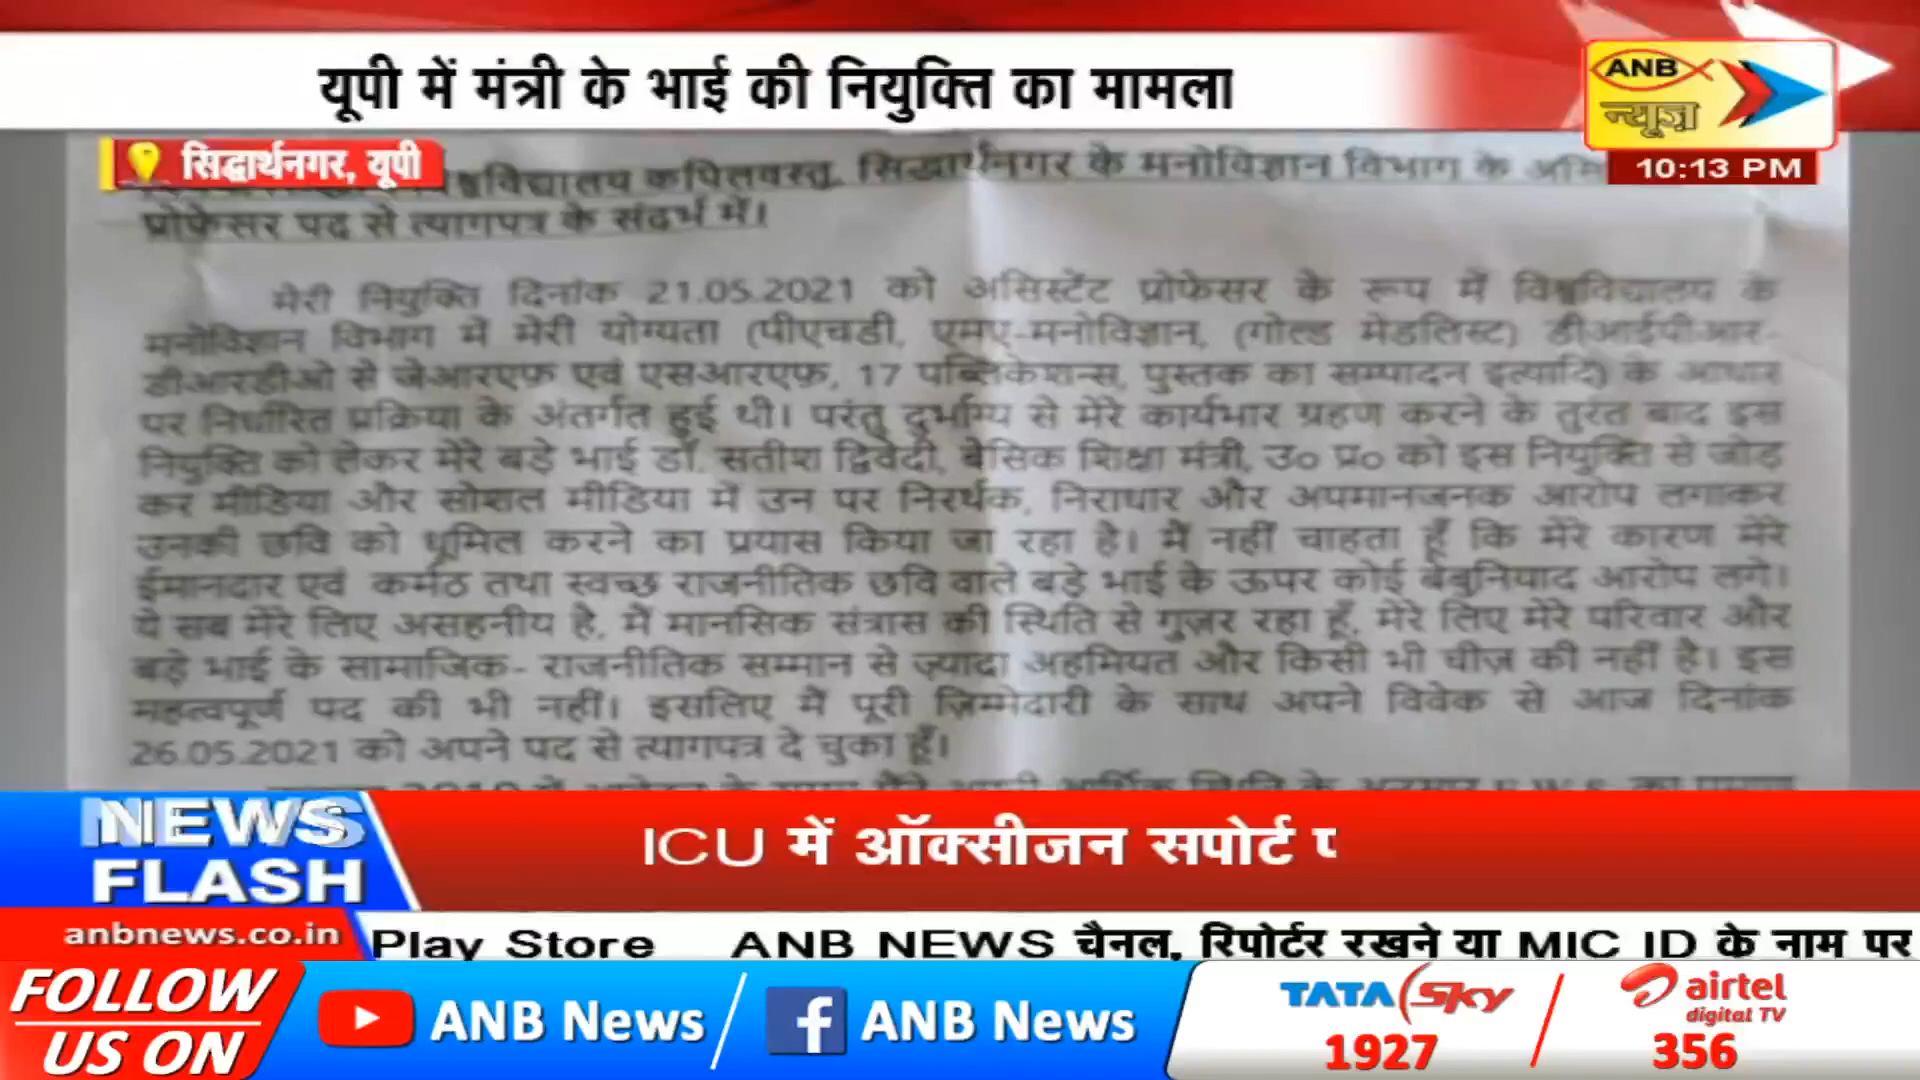 यूपी में मंत्री के भाई की नियुक्ति का मामला
ANB
न्यूज़
10:13 PM
सिद्धार्थनगर, यूपी
कपिलवस्तु, सिद्धार्थनगर के मनोविज्ञान विभाग के
प्रोफेसर पद से त्यागपत्र के संदर्भ में।
मेरी नियुक्ति दिनांक 21.05.2021 को असिस्टेंट प्रोफेसर के रूप में विश्वविद्यालय के
मनोविज्ञान विभाग में मेरी योग्यता (पीएचडी, एमए-मनोविज्ञान, (गोल्ड मेडलिस्ट) डीआईपीआर-
डीआरडीओ से जेआरएफ एवं एसआरएफ, 17 पब्लिकेशन्स, पुस्तक का सम्पादन इत्यादि) के आधार
पर निर्धारित प्रक्रिया के अंतर्गत हुई थी। परंतु दुर्भाग्य से मेरे कार्यभार ग्रहण करने के तुरंत बाद इस
नियुक्ति को लेकर मेरे बड़े भाई डॉ. सतीश द्विवेदी, बेसिक शिक्षा मंत्री, उ० प्र० को इस नियुक्ति से जोड़
कर मीडिया और सोशल मीडिया में उन पर निरर्थक, निराधार और अपमानजनक आरोप लगाकर
उनकी छवि को धूमिल करने का प्रयास किया जा रहा है। मैं नहीं चाहता हूँ कि मेरे कारण मेरे
ईमानदार एवं कर्मठ तथा स्वच्छ राजनीतिक छवि वाले बड़े भाई के ऊपर कोई बेबुनियाद आरोप लगे।
ये सब मेरे लिए असहनीय है, मैं मानसिक संत्रास की स्थिति से गुज़र रहा हूँ, मेरे लिए मेरे परिवार और
बड़े भाई के सामाजिक- राजनीतिक सम्मान से ज़्यादा अहमियत और किसी भी चीज़ की नहीं है। इस
महत्वपूर्ण पद की भी नहीं। इसलिए मैं पूरी ज़िम्मेदारी के साथ अपने विवेक से आज दिनांक
26.05.2021 को अपने पद से त्यागपत्र दे चुका हूँ।
NEWS
FLASH
ICU में ऑक्सीजन सपोर्ट
anbnews.co.in
Play Store ANB NEWS चैनल, रिपोर्टर रखने या MIC ID के नाम पर
FOLLOW
US ON
ANB News
ANB News
TATA Sky
1927
airtel
digital TV
356